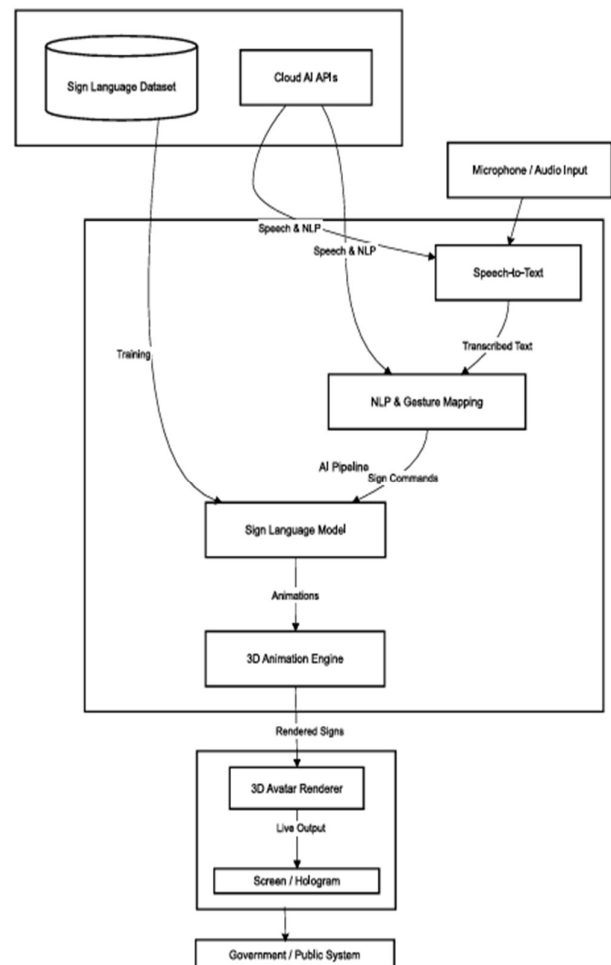 Sign Language Dataset
Cloud AI APIs
Microphone / Audio Input
Speech & NLP
Speech & NLP
Speech-to-Text
Training
Transcribed Text
NLP & Gesture Mapping
AI Pipeline
Sign Commands
Sign Language Model
Animations
3D Animation Engine
Rendered Signs
3D Avatar Renderer
Live Output
Screen / Hologram
Government / Public System